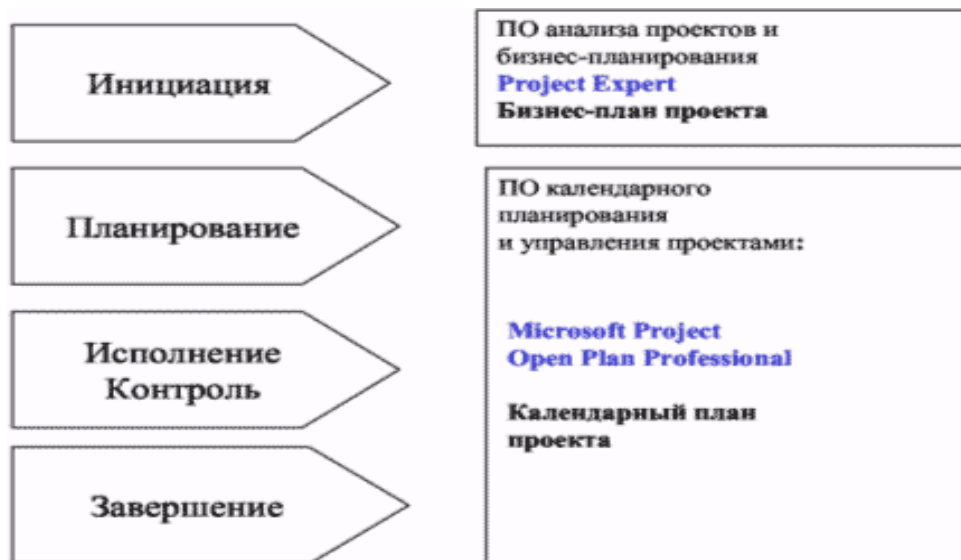 Инициация
ПО анализа проектов и
бизнес-планирования
Project Expert
Бизнес-план проекта
Планирование
ПО календарного
планирования
и управления проектами:
Исполнение
Контроль
Microsoft Project
Open Plan Professional
Календарный план
проекта
Завершение